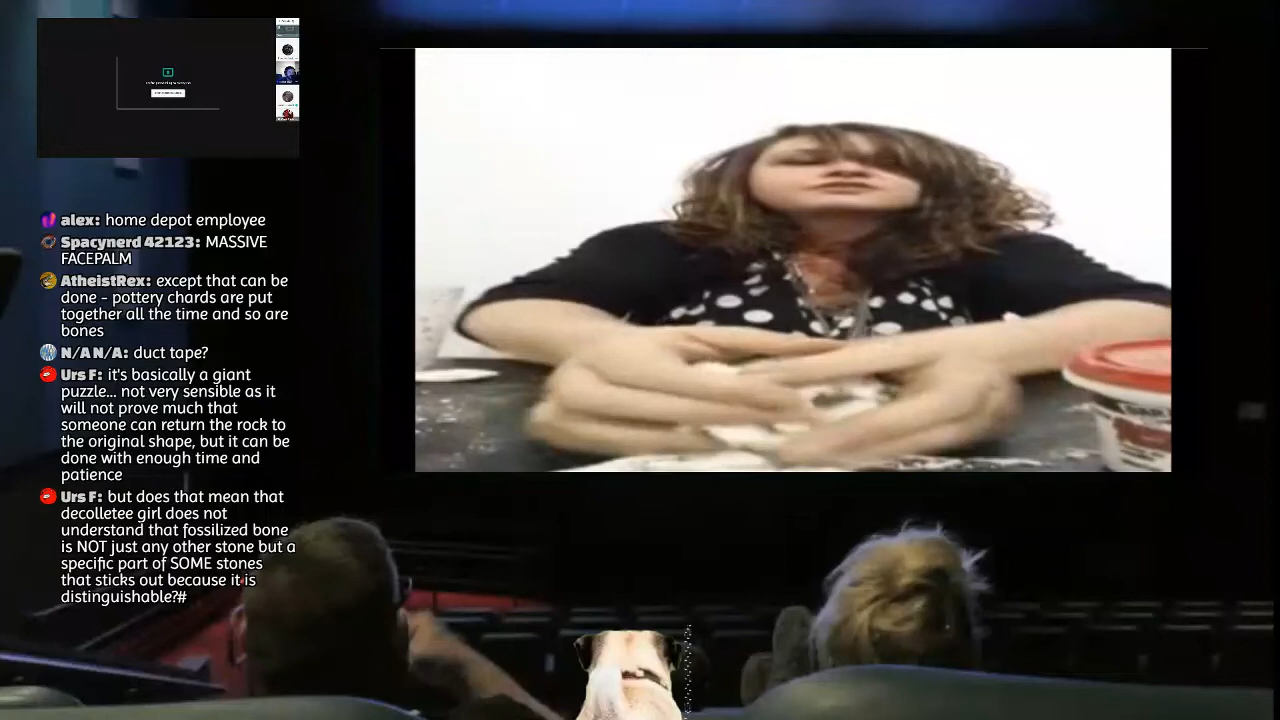 alex: home depot employee
Spacynerd 42123: MASSIVE
FACEPALM
AtheistRex: except that can be
done - pottery chards are put
together all the time and so are
bones
N/A N/A: duct tape?
Urs F: it's basically a giant
puzzle... not very sensible as it
will not prove much that
someone can return the rock to
the original shape, but it can be
done with enough time and
patience
Urs F: but does that mean that
decolletee girl does not
understand that fossilized bone
is NOT just any other stone but a
specific part of SOME stones
that sticks out because it is
distinguishable?#